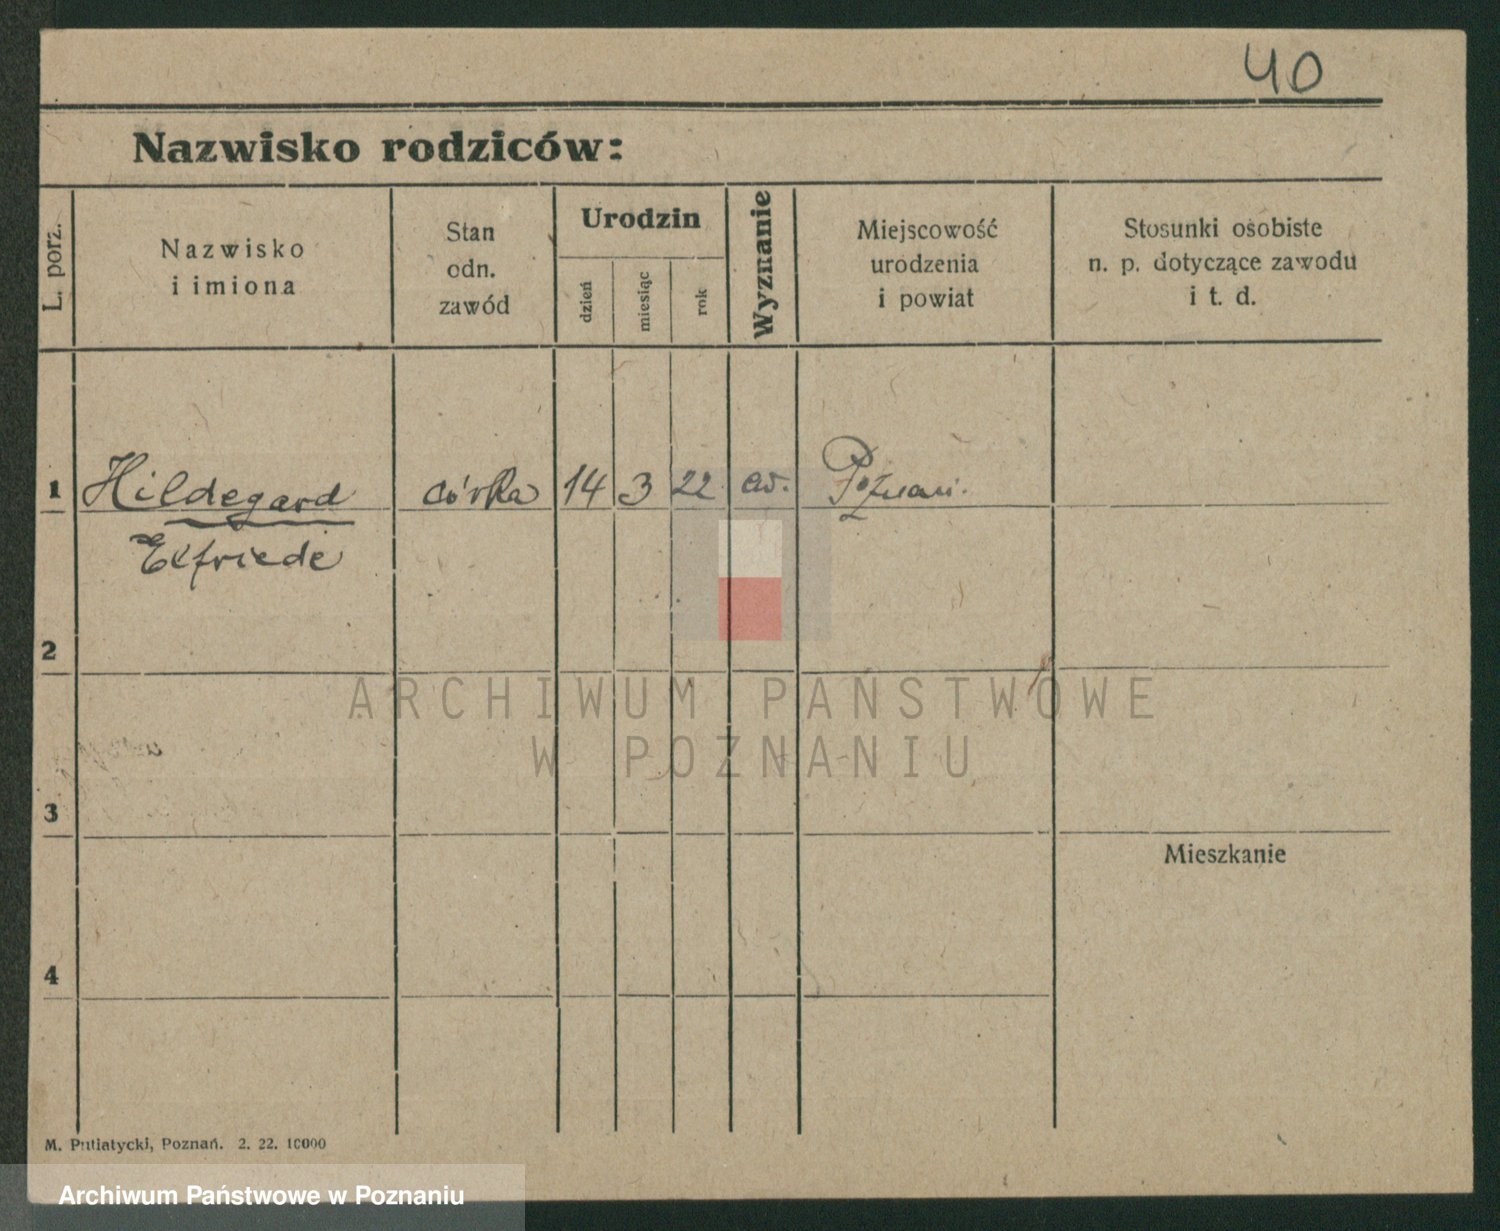 40
Nazwisko rodziców:
L. porz.
Nazwisko
i imiona
Stan
odn.
zawód
Urodzin
dzień
miesiąc
rok
Wyznanie
Miejscowość
urodzenia
i powiat
Stosunki osobiste
n. p. dotyczące zawodu
i t. d.
1 Hildegard córka 14 3 22 ew. Poznań.
Elfriede
2
ARCHIWUM PAŃSTWOWE
W POZNANIU
3
Mieszkanie
4
M. Putiatycki, Poznań. 2. 22. 10000
Archiwum Państwowe w Poznaniu